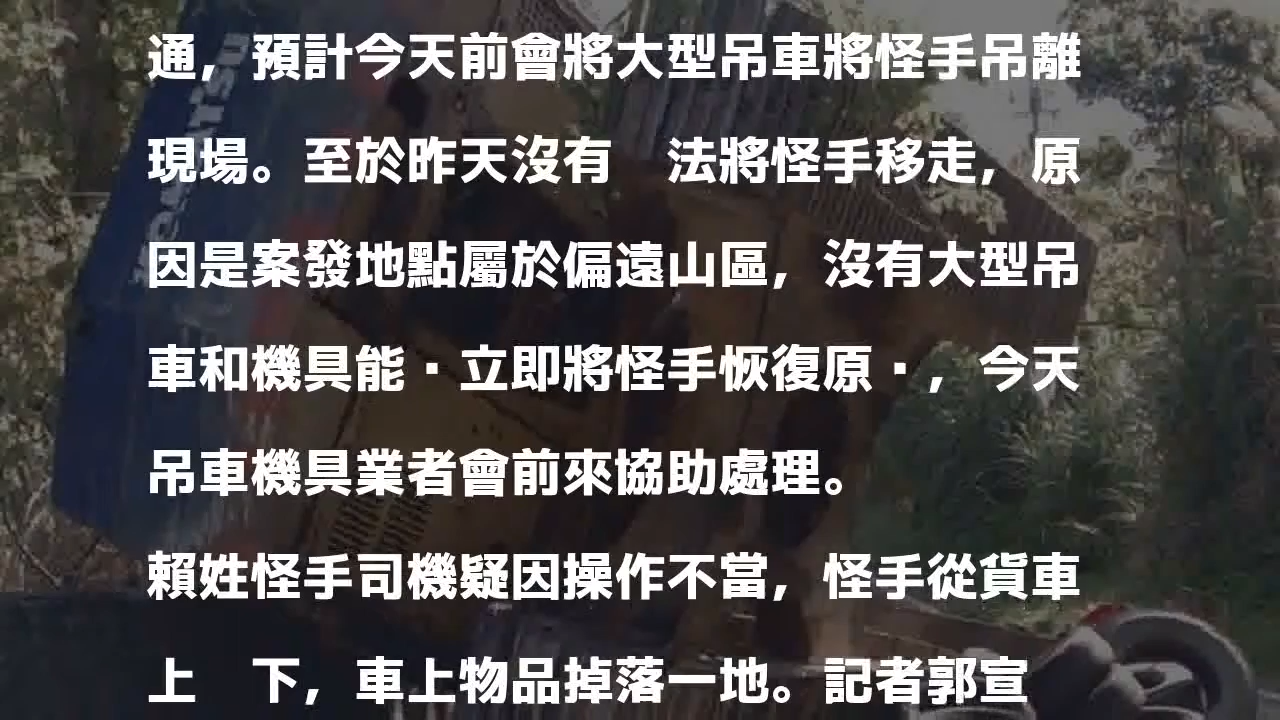 通，預計今天前會將大型吊車將怪手吊離
現場。至於昨天沒有　法將怪手移走，原
因是案發地點屬於偏遠山區，沒有大型吊
車和機具能▪立即將怪手恢復原▪，今天
吊車機具業者會前來協助處理。
賴姓怪手司機疑因操作不當，怪手從貨車
上　下，車上物品掉落一地。記者郭宣